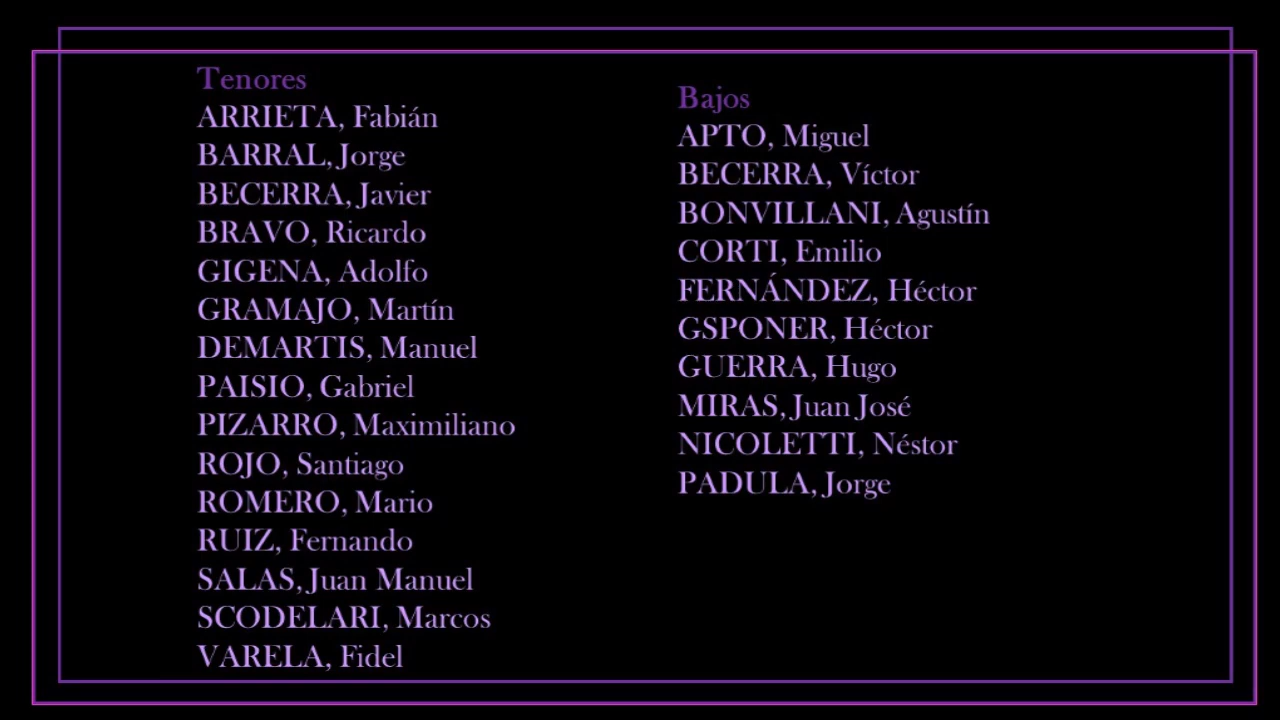 Tenores
ARRIETA, Fabián
BARRAL, Jorge
BECERRA, Javier
BRAVO, Ricardo
GIGENA, Adolfo
GRAMAJO, Martín
DEMARTIS, Manuel
PAISIO, Gabriel
PIZARRO, Maximiliano
ROJO, Santiago
ROMERO, Mario
RUIZ, Fernando
SALAS, Juan Manuel
SCODELARI, Marcos
VARELA, Fidel
Bajos
APTO, Miguel
BECERRA, Víctor
BONVILLANI, Agustín
CORTI, Emilio
FERNÁNDEZ, Héctor
GSPONER, Héctor
GUERRA, Hugo
MIRAS, Juan José
NICOLETTI, Néstor
PADULA, Jorge